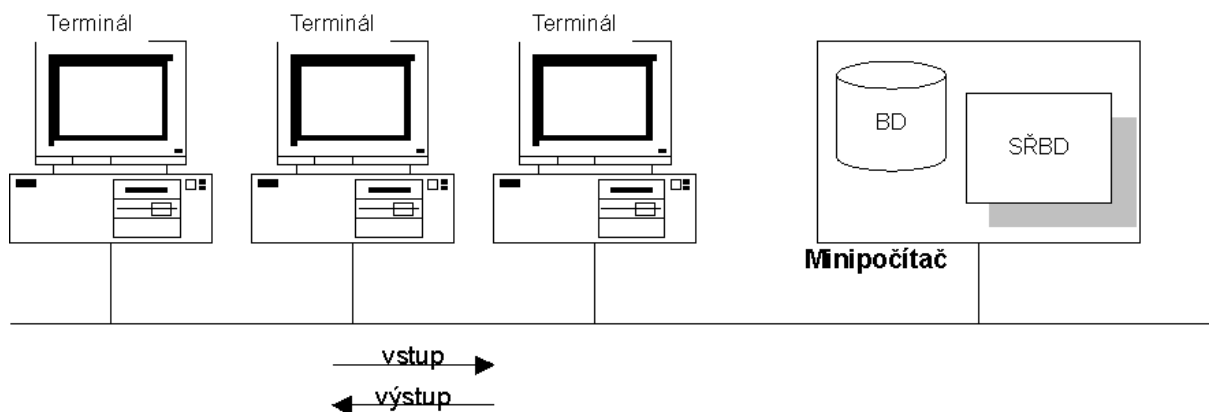 Terminál
Terminál
Terminál
BD
SŘBD
Minipočítač
vstup
výstup